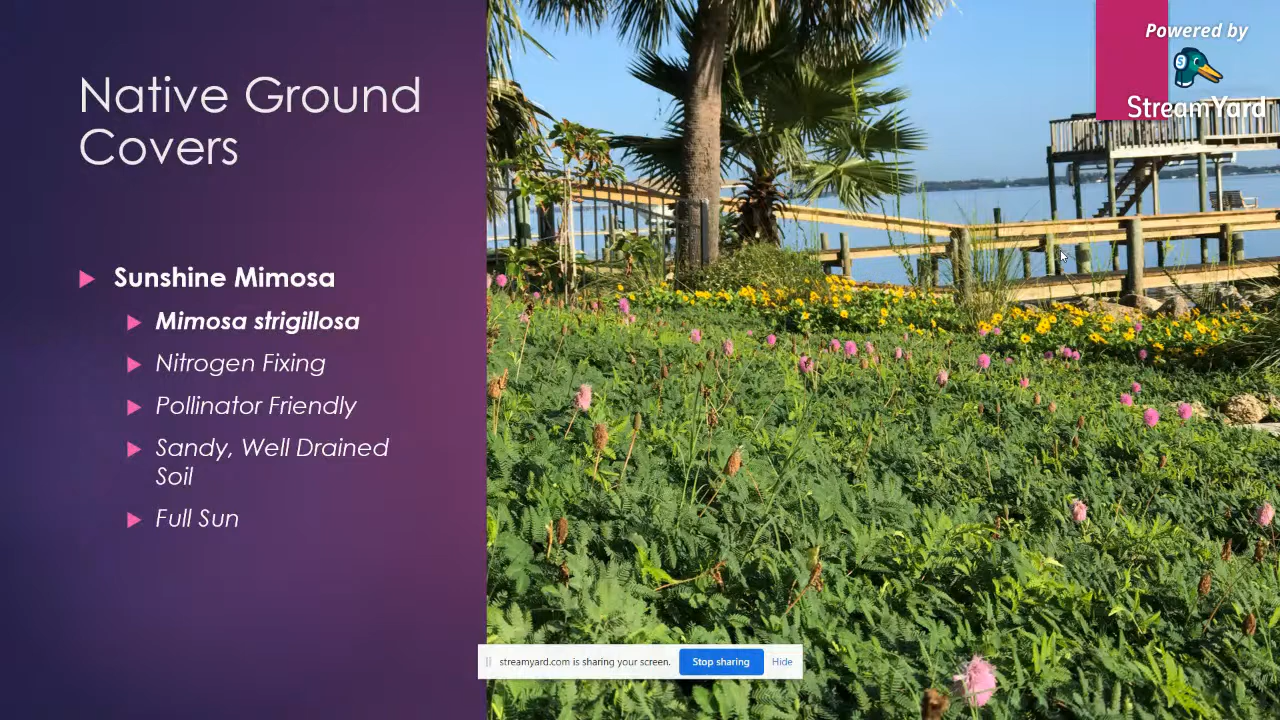 Native Ground
Covers
Sunshine Mimosa
Mimosa strigillosa
Nitrogen Fixing
Pollinator Friendly
Sandy, Well Drained
Soil
Full Sun
Powered by
S
StreamYard
streamyard.com is sharing your screen.
Stop sharing
Hide